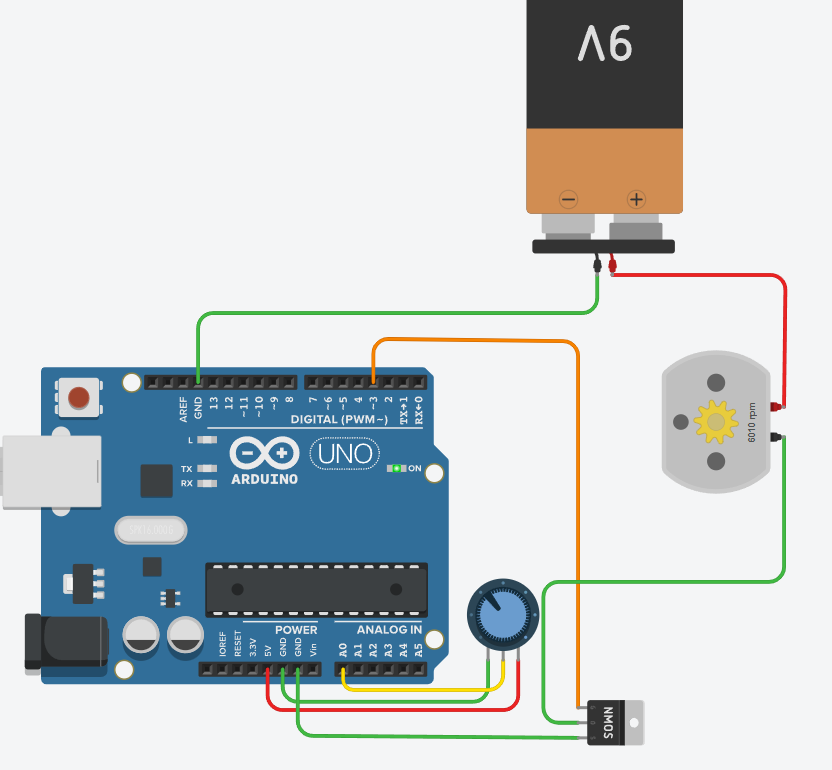 9V
6010 rpm
AREF
GND
13
12
~11
~10
~9
8
7
~6
~5
4
~3
2
TX→1
RX←0
DIGITAL (PWM~)
L
TX
RX
UNO
ON
ARDUINO
POWER
ANALOG IN
IOREF
RESET
3.3V
5V
GND
GND
Vin
A0
A1
A2
A3
A4
A5
NMOS